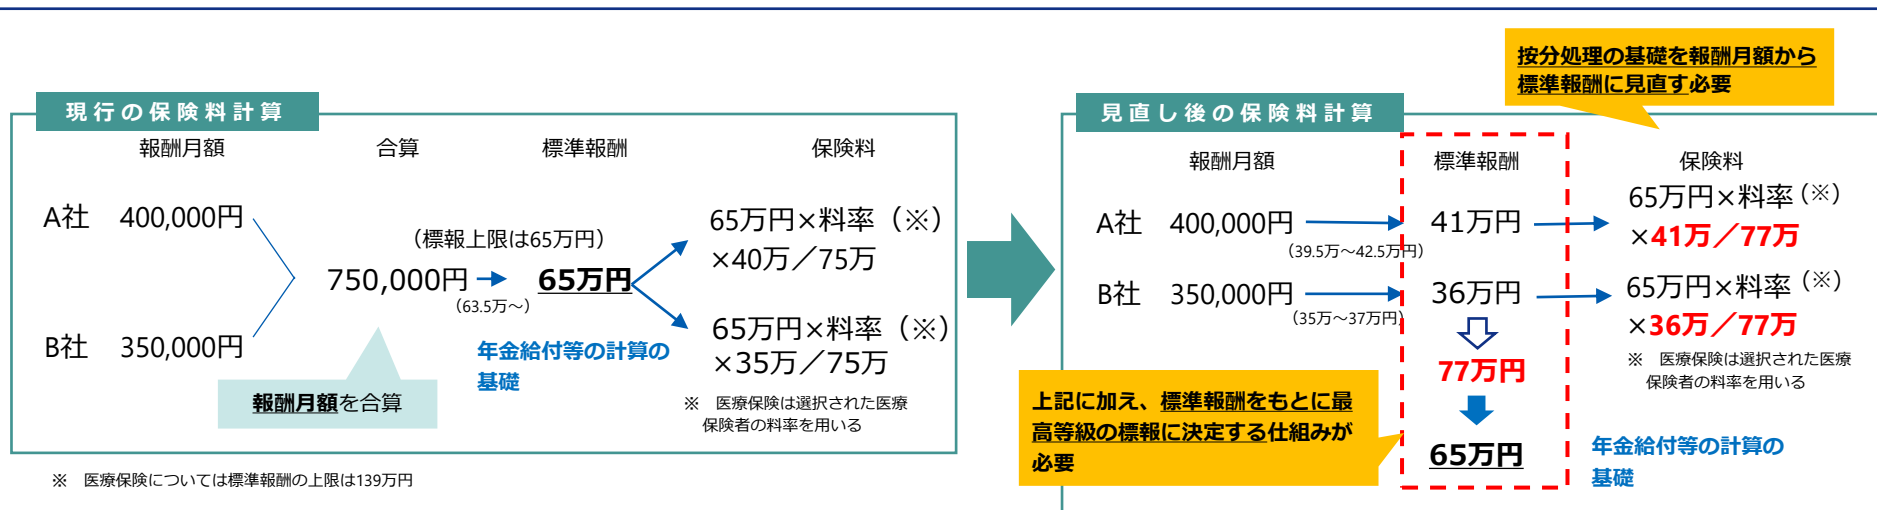 現行の保険料計算
報酬月額 合算 標準報酬 保険料
A社 400,000円
B社 350,000円
750,000円
(63.5万～)
（標報上限は65万円）
65万円
65万円×料率（※）
×40万／75万
65万円×料率（※）
×35万／75万
年金給付等の計算の
基礎
報酬月額を合算
※ 医療保険は選択された医療
保険者の料率を用いる
※ 医療保険については標準報酬の上限は139万円
按分処理の基礎を報酬月額から
標準報酬に見直す必要
見直し後の保険料計算
報酬月額 標準報酬 保険料
A社 400,000円 41万円
(39.5万～42.5万円)
65万円×料率（※）
×41万／77万
B社 350,000円 36万円
(35万～37万円)
65万円×料率（※）
×36万／77万
※ 医療保険は選択された医療
保険者の料率を用いる
77万円
65万円
上記に加え、標準報酬をもとに最
高等級の標報に決定する仕組みが
必要
年金給付等の計算の
基礎